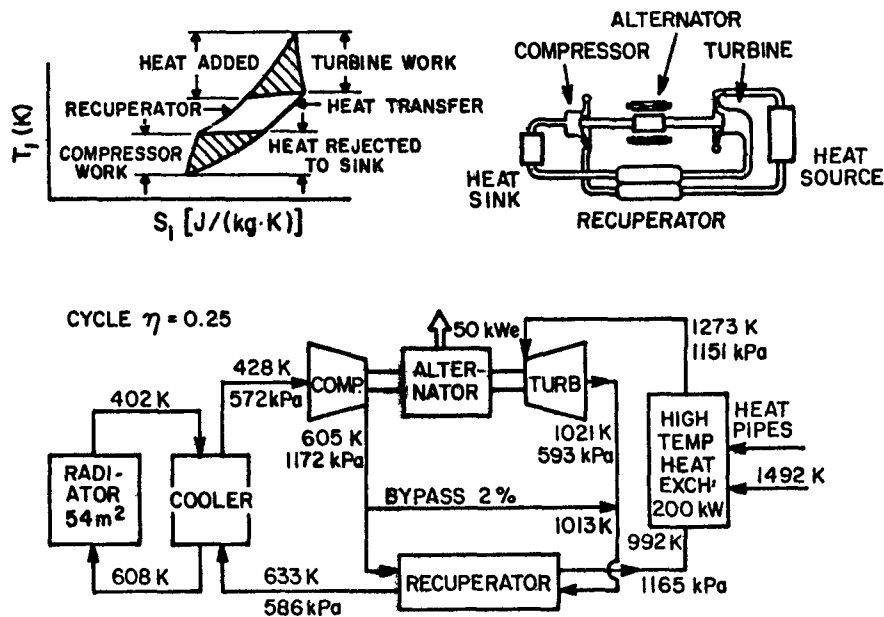 HEAT ADDED
TURBINE WORK
RECUPERATOR
HEAT TRANSFER
COMPRESSOR
WORK
HEAT REJECTED
TO SINK
T, (K)
S, [J/(kg·K)]
ALTERNATOR
COMPRESSOR
TURBINE
HEAT
SINK
HEAT
SOURCE
RECUPERATOR
CYCLE η = 0.25
50 kWe
1273 K
1151 kPa
428 K
572 kPa
COMP.
ALTER-
NATOR
TURB
402 K
605 K
1172 kPa
1021 K
593 kPa
HIGH
TEMP
HEAT
EXCH'
200 kW
HEAT
PIPES
1492 K
RADI-
ATOR
54 m²
COOLER
BYPASS 2%
1013 K
992 K
1165 kPa
608 K
633 K
586 kPa
RECUPERATOR